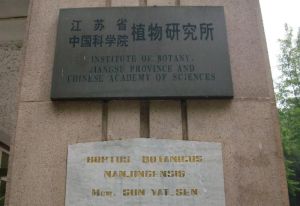 江苏省
中国科学院 植物研究所
INSTITUTE OF BOTANY,
JIANGSU PROVINCE AND
CHINESE ACADEMY OF SCIENCES
HORTUS BOTANICUS
NANJINGENSIS
MEM. SUN YAT SEN